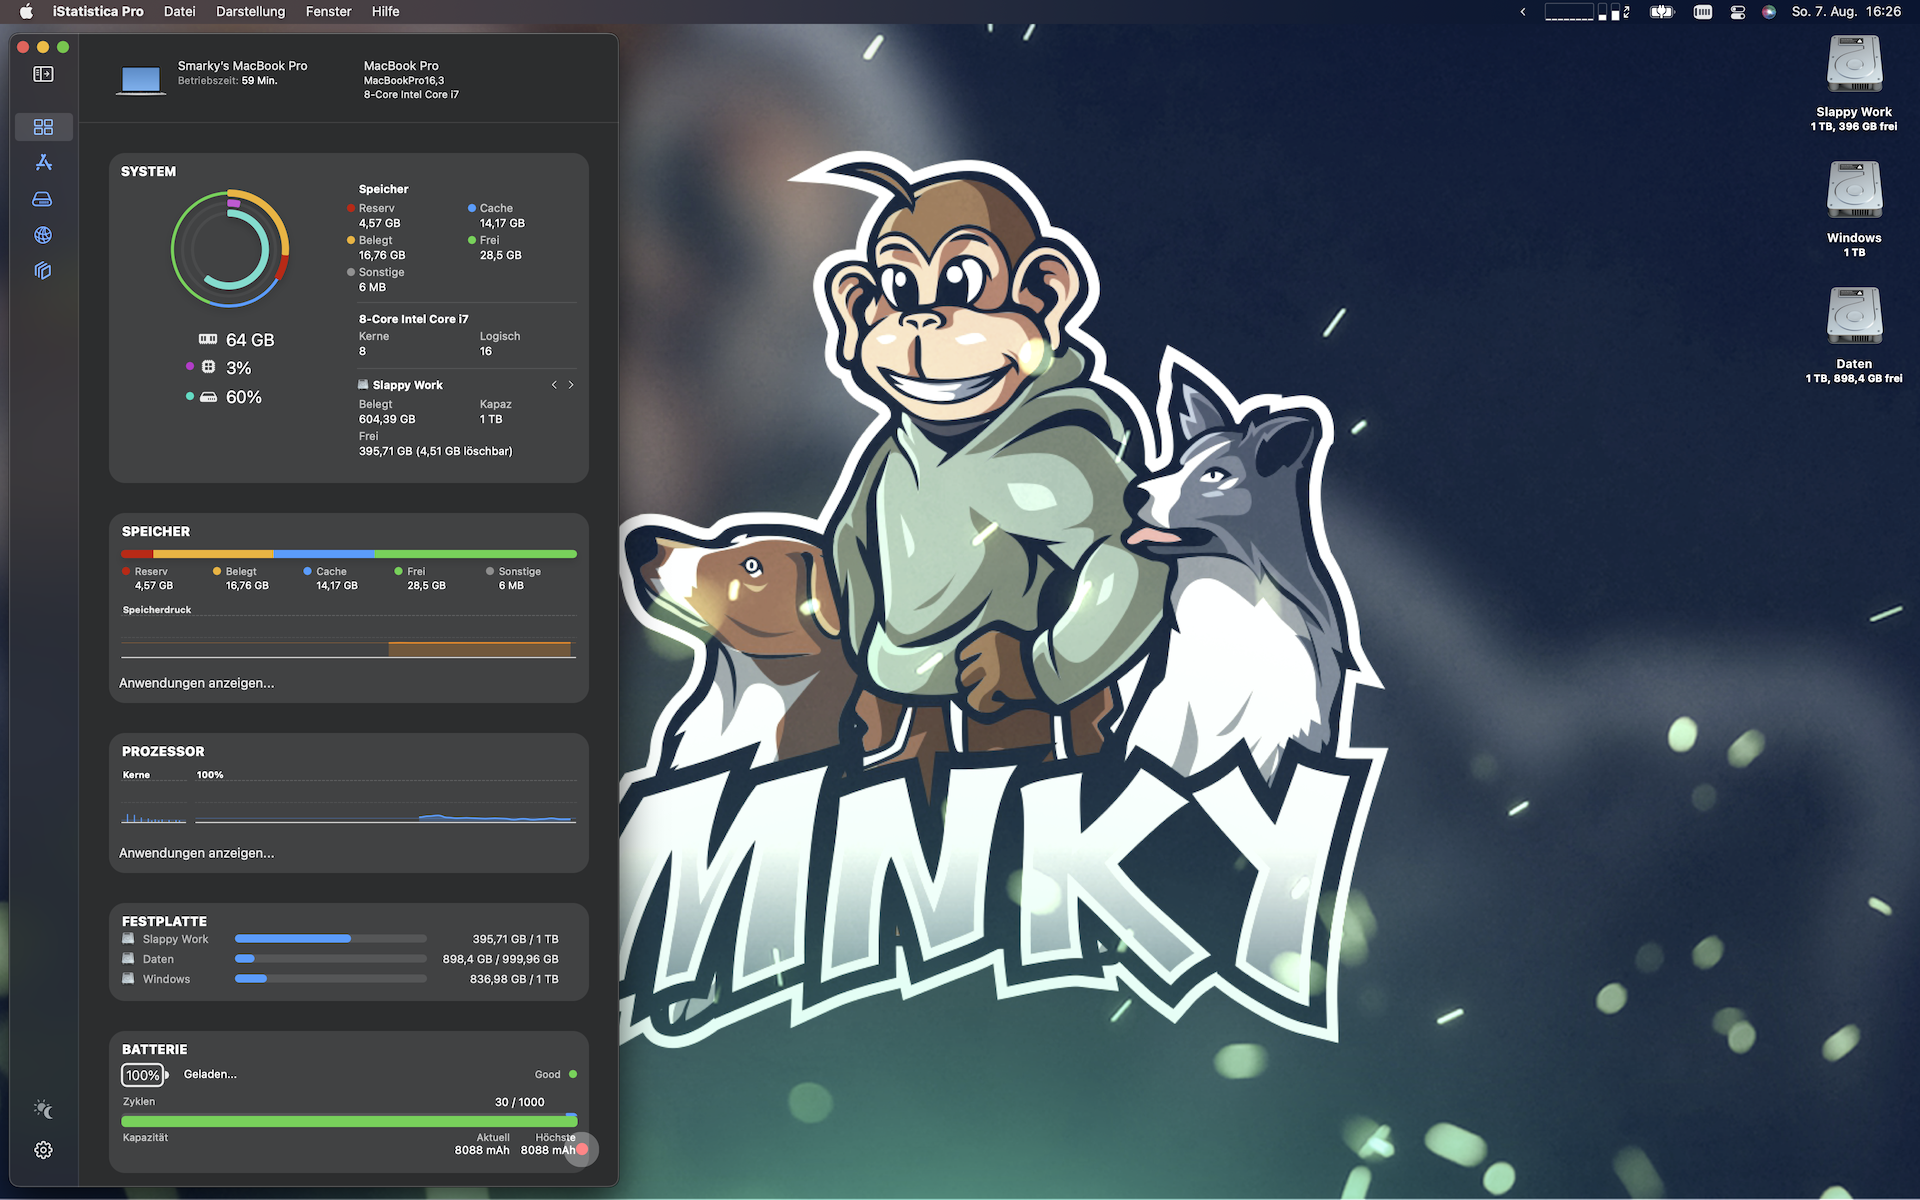 iStatistica Pro Datei Darstellung Fenster Hilfe
So. 7. Aug. 16:26
Smarky's MacBook Pro
Betriebszeit: 59 Min.
MacBook Pro
MacBookPro16,3
8-Core Intel Core i7
SYSTEM
64 GB
3%
60%
Speicher
Reserv Cache
4,57 GB 14,17 GB
Belegt Frei
16,76 GB 28,5 GB
Sonstige
6 MB
8-Core Intel Core i7
Kerne Logisch
8 16
Slappy Work
Belegt Kapaz
604,39 GB 1 TB
Frei
395,71 GB (4,51 GB löschbar)
SPEICHER
Reserv Belegt Cache Frei Sonstige
4,57 GB 16,76 GB 14,17 GB 28,5 GB 6 MB
Speicherdruck
Anwendungen anzeigen...
PROZESSOR
Kerne 100%
Anwendungen anzeigen...
FESTPLATTE
Slappy Work 395,71 GB / 1 TB
Daten 898,4 GB / 999,96 GB
Windows 836,98 GB / 1 TB
BATTERIE
100% Geladen... Good
Zyklen 30 / 1000
Kapazität Aktuell Höchste
8088 mAh 8088 mAh
MNKY
Slappy Work
1 TB, 396 GB frei
Windows
1 TB
Daten
1 TB, 898,4 GB frei